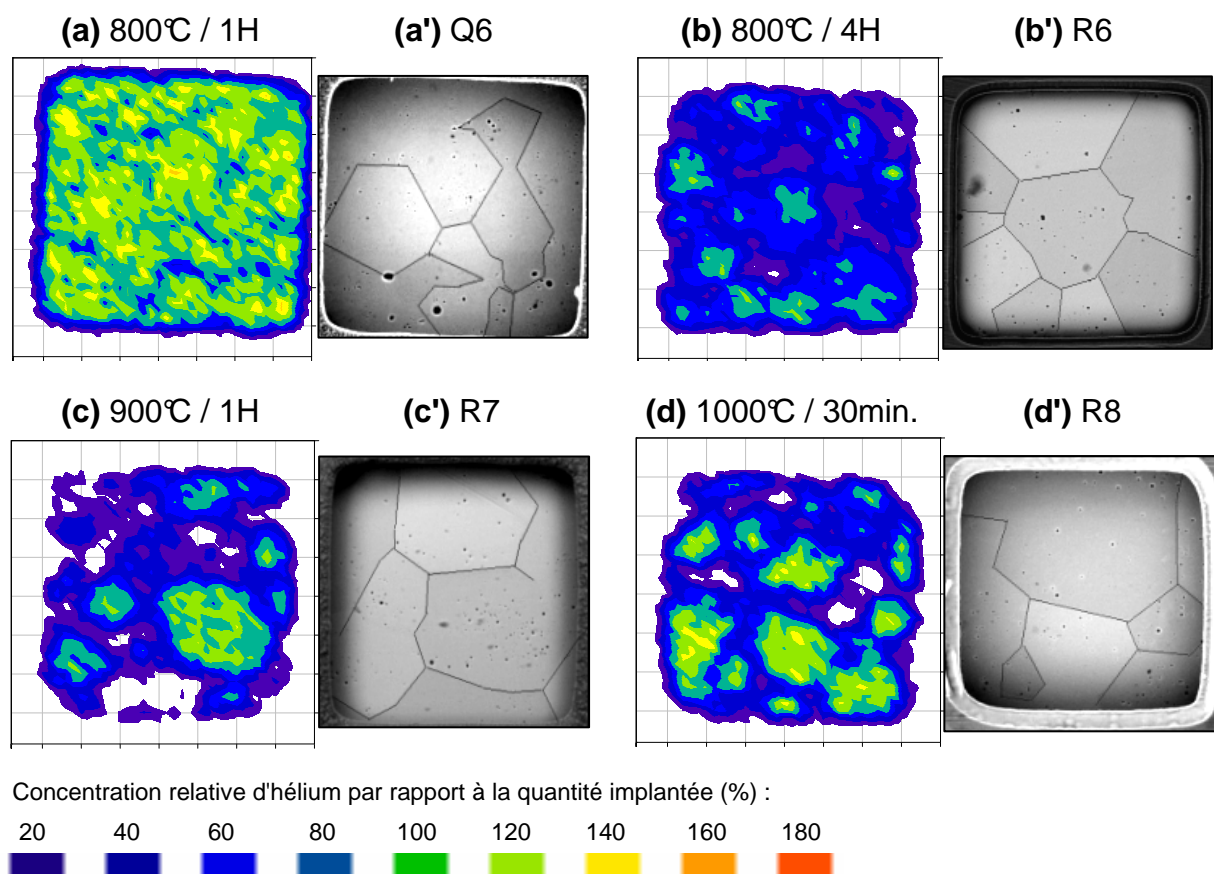 (a) 800°C / 1H (a') Q6 (b) 800°C / 4H (b') R6
(c) 900°C / 1H (c') R7 (d) 1000°C / 30min. (d') R8
Concentration relative d'hélium par rapport à la quantité implantée (%) :
20 40 60 80 100 120 140 160 180